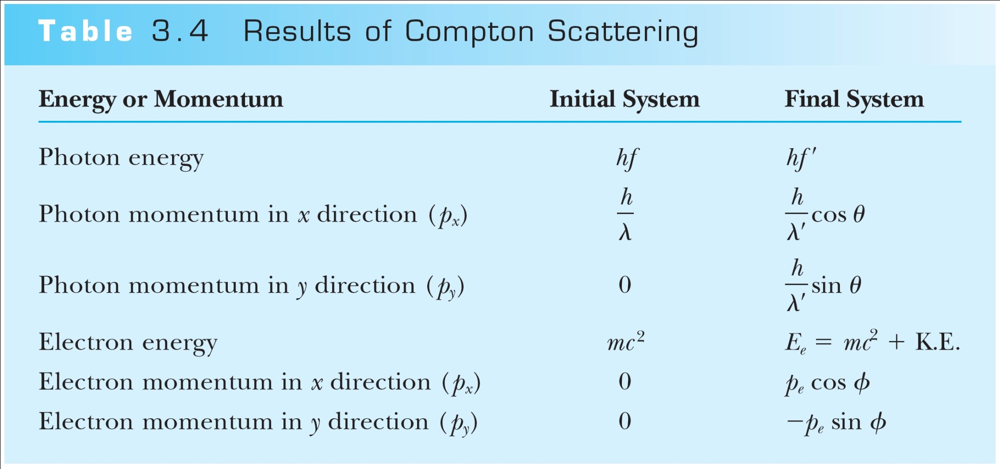 Table 3.4 Results of Compton Scattering
Energy or Momentum Initial System Final System
Photon energy hf hf′
Photon momentum in x direction (pₓ) h/λ h/λ′ cos θ
Photon momentum in y direction (p_y) 0 h/λ′ sin θ
Electron energy mc² Eₑ = mc² + K.E.
Electron momentum in x direction (pₓ) 0 pₑ cos ϕ
Electron momentum in y direction (p_y) 0 −pₑ sin ϕ